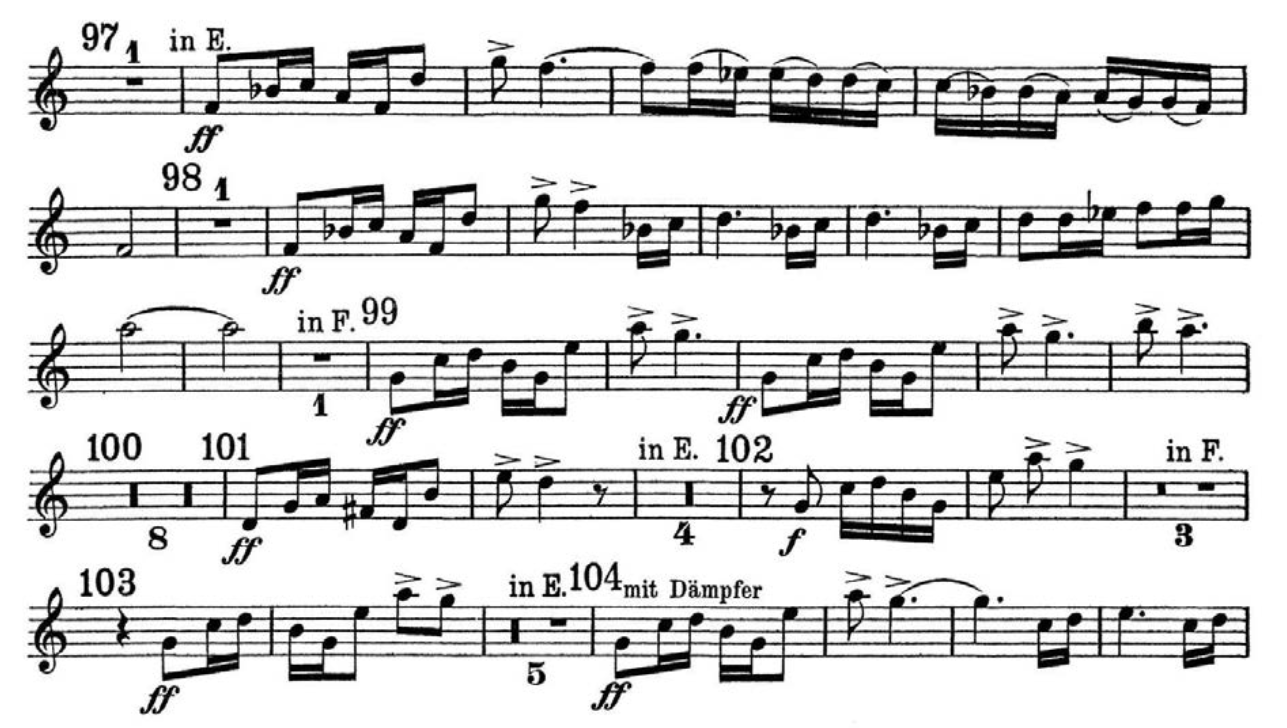 97 1 in E.
ff
98 1
ff
in F. 99
1 ff ff
100 101 in E. 102 in F.
8 ff 4 f 3
103 in E. 104 mit Dämpfer
ff 5 ff